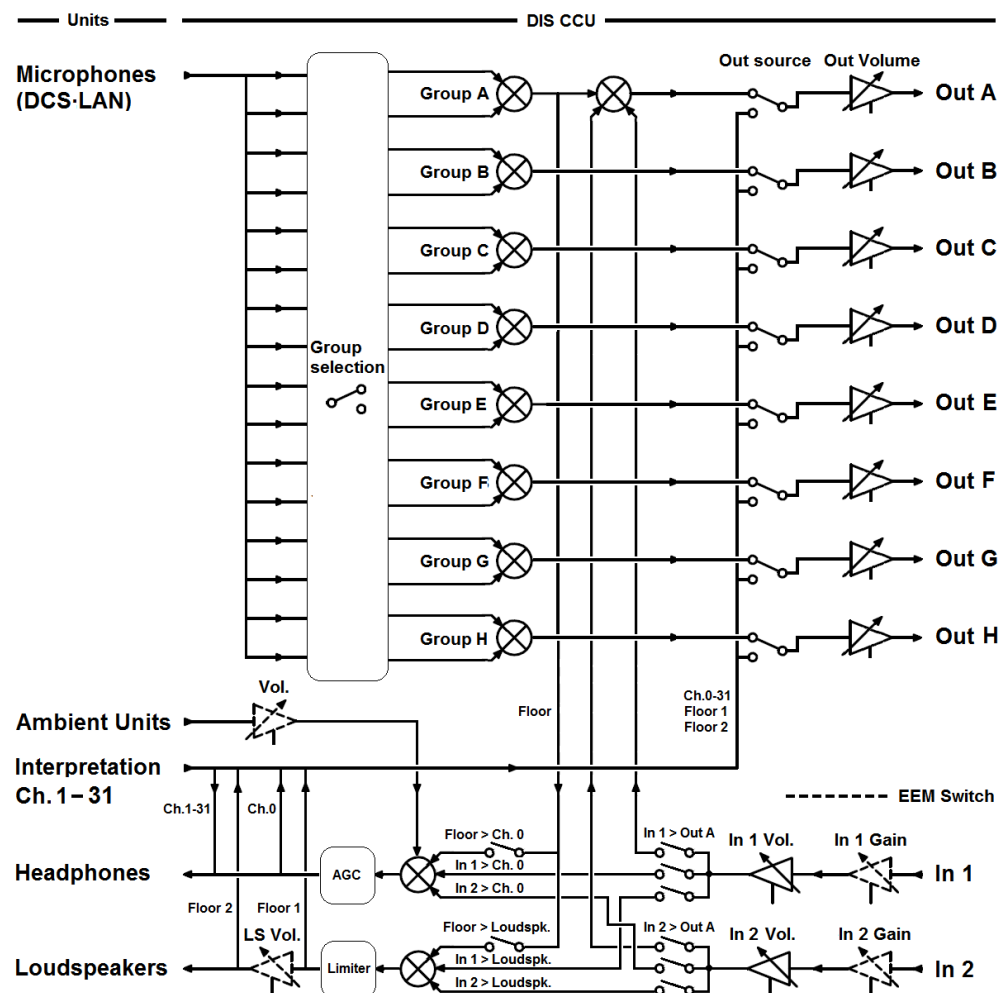 Units
DIS CCU
Out source Out Volume
Microphones
(DCS·LAN)
Group A
Out A
Group B
Out B
Group C
Out C
Group D
Out D
Group
selection
Group E
Out E
Group F
Out F
Group G
Out G
Group H
Out H
Vol.
Ambient Units
Floor
Ch.0-31
Floor 1
Floor 2
Interpretation
Ch. 1 – 31
Ch.1-31
Ch.0
EEM Switch
Floor > Ch. 0
In 1 > Out A
In 1 Vol.
In 1 Gain
In 1 > Ch. 0
Headphones
AGC
In 1
In 2 > Ch. 0
Floor 2
Floor 1
Floor > Loudspk.
In 2 > Out A
LS Vol.
In 2 Vol.
In 2 Gain
In 1 > Loudspk.
Loudspeakers
Limiter
In 2
In 2 > Loudspk.